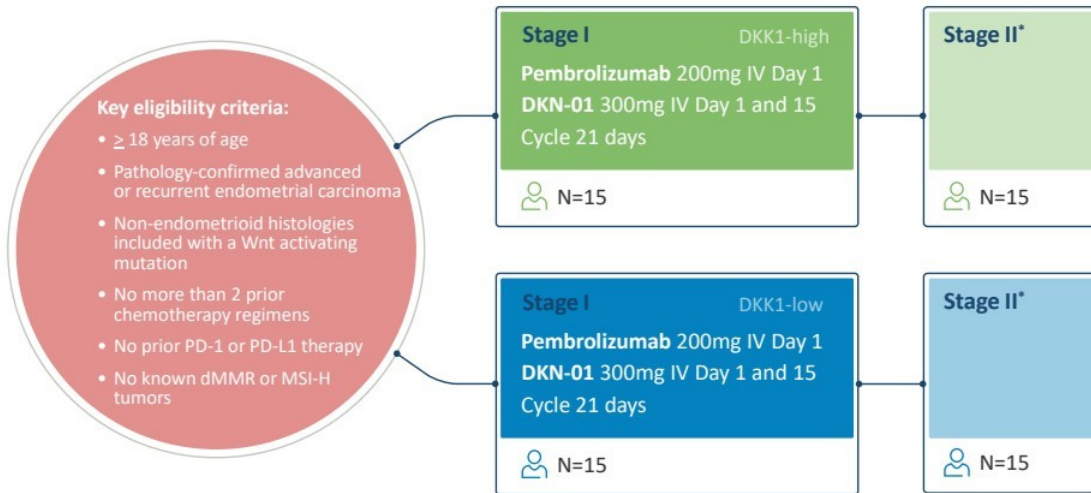 Key eligibility criteria:
• ≥ 18 years of age
• Pathology-confirmed advanced
or recurrent endometrial carcinoma
• Non-endometrioid histologies
included with a Wnt activating
mutation
• No more than 2 prior
chemotherapy regimens
• No prior PD-1 or PD-L1 therapy
• No known dMMR or MSI-H
tumors
Stage I DKK1-high
Pembrolizumab 200mg IV Day 1
DKN-01 300mg IV Day 1 and 15
Cycle 21 days
N=15
Stage II*
N=15
Stage I DKK1-low
Pembrolizumab 200mg IV Day 1
DKN-01 300mg IV Day 1 and 15
Cycle 21 days
N=15
Stage II*
N=15